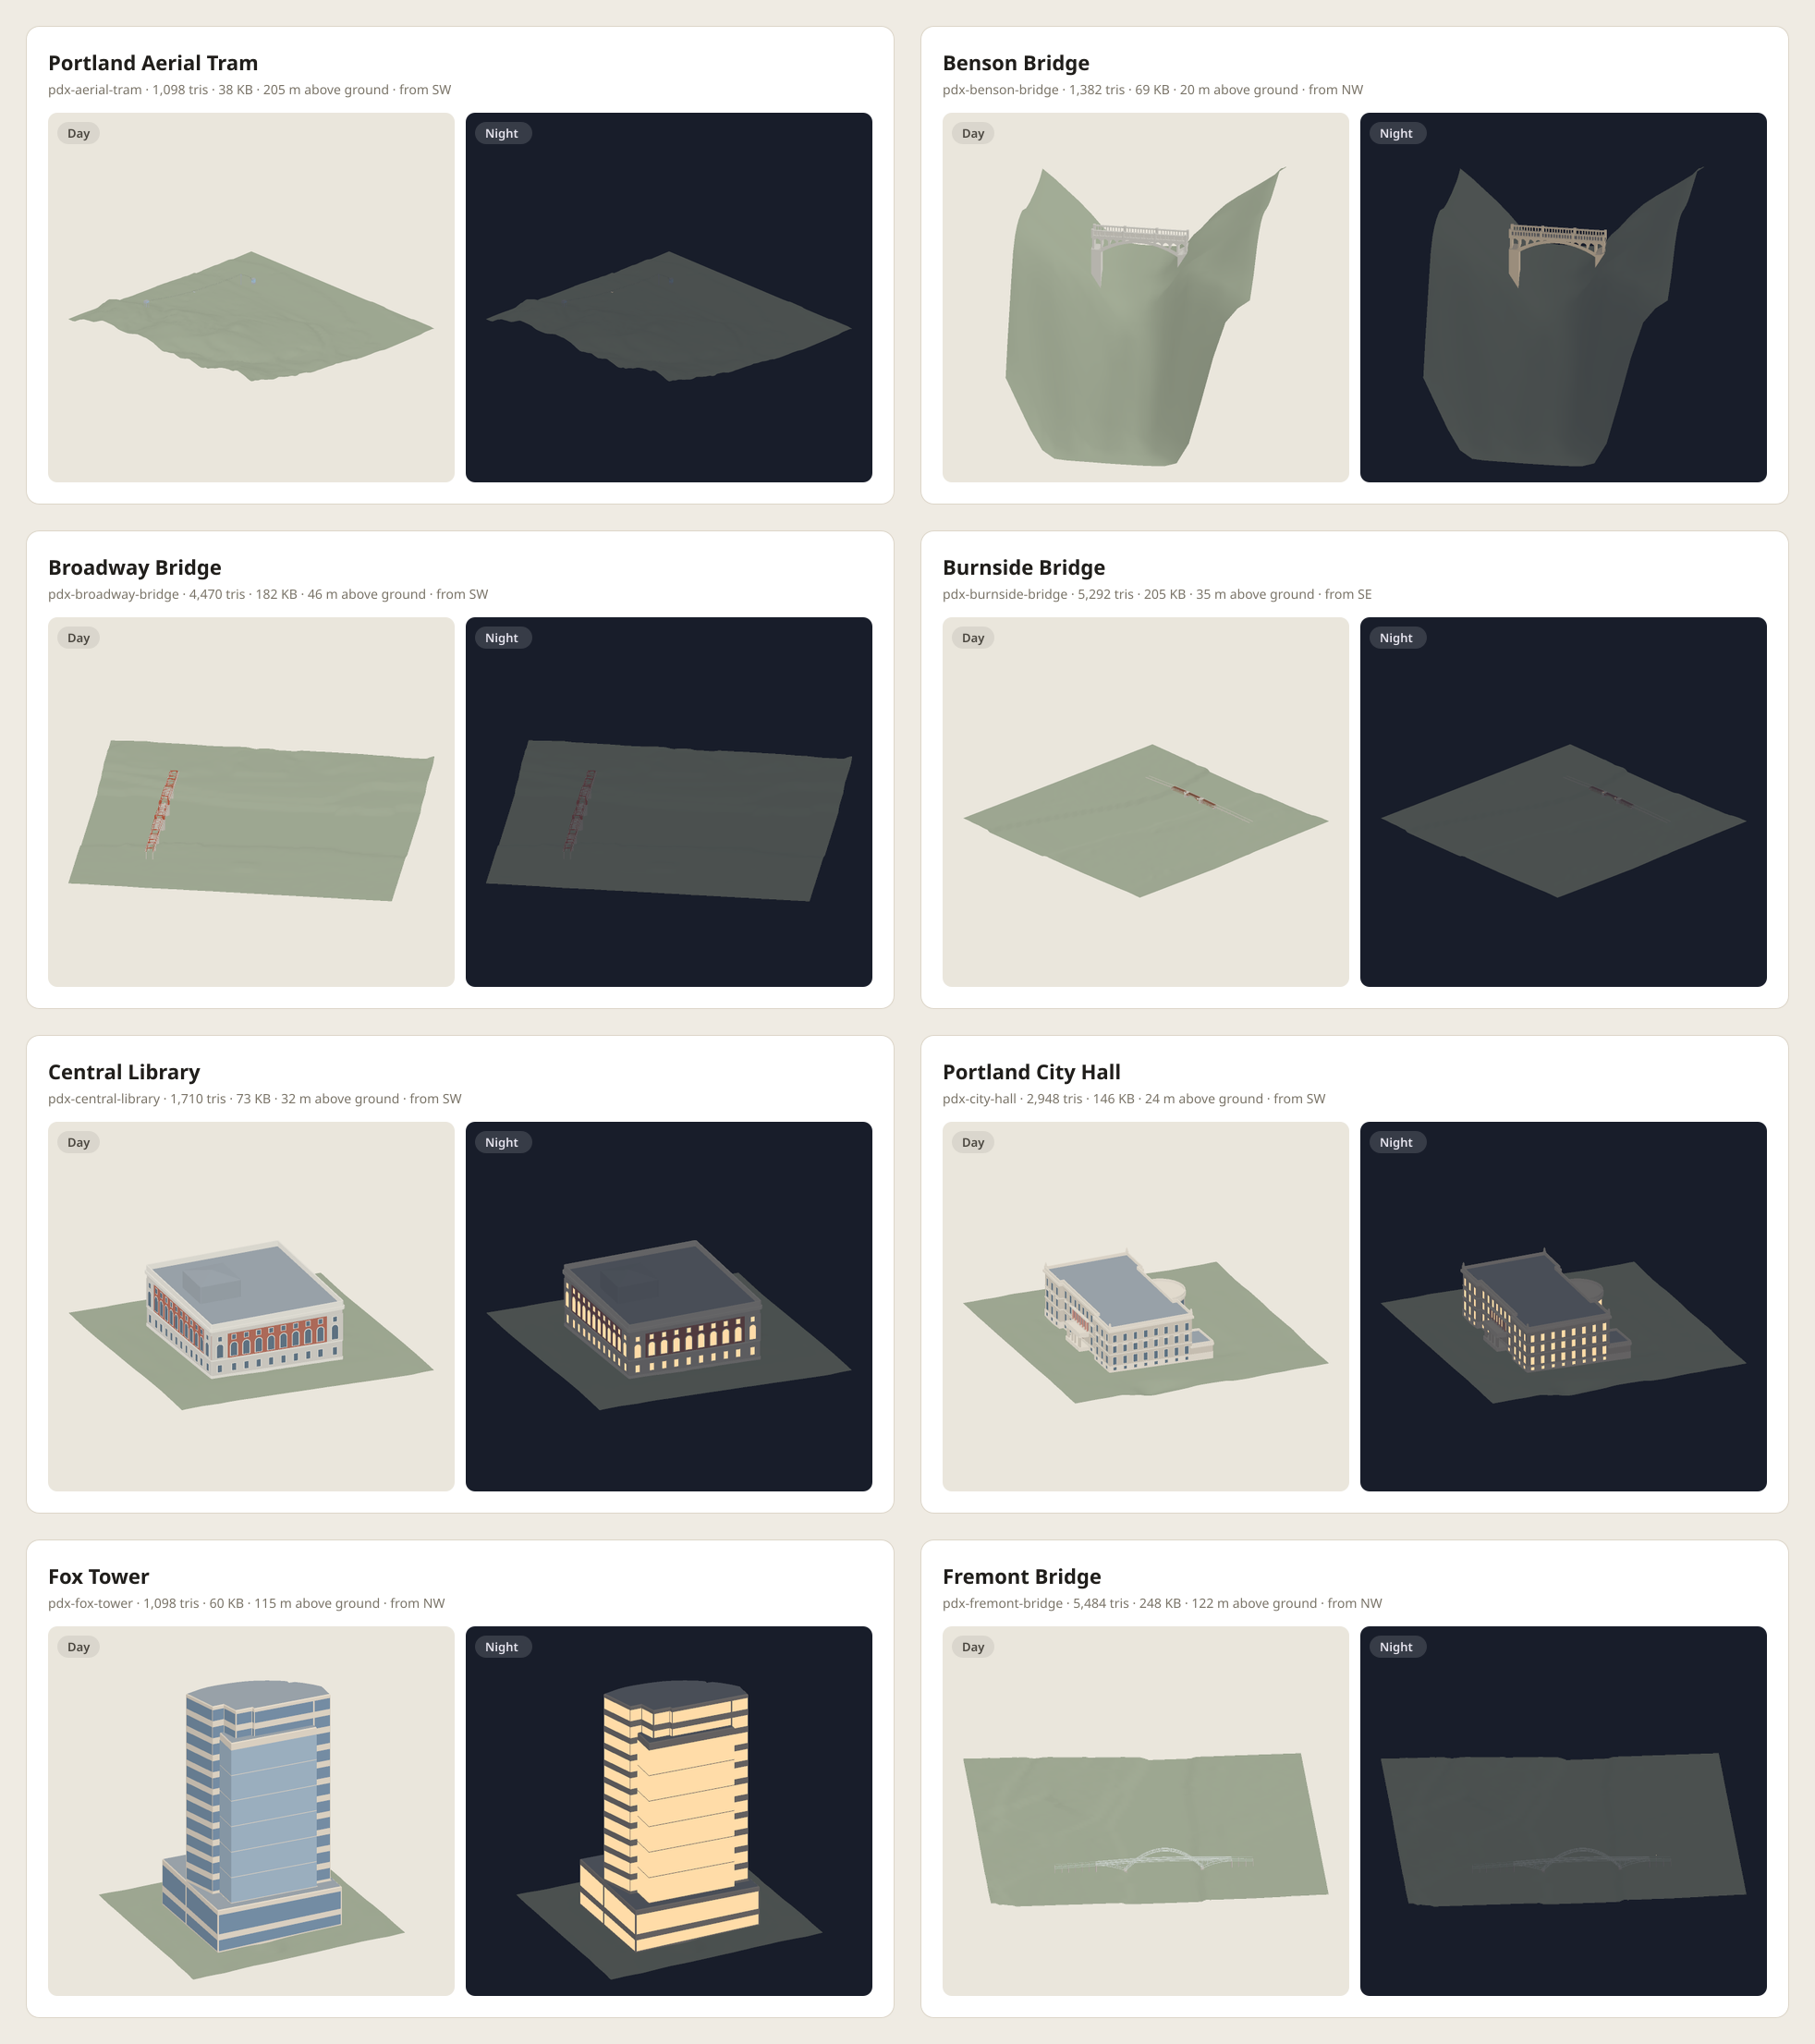 Portland Aerial Tram
pdx-aerial-tram · 1,098 tris · 38 KB · 205 m above ground · from SW
Day
Night
Benson Bridge
pdx-benson-bridge · 1,382 tris · 69 KB · 20 m above ground · from NW
Day
Night
Broadway Bridge
pdx-broadway-bridge · 4,470 tris · 182 KB · 46 m above ground · from SW
Day
Night
Burnside Bridge
pdx-burnside-bridge · 5,292 tris · 205 KB · 35 m above ground · from SE
Day
Night
Central Library
pdx-central-library · 1,710 tris · 73 KB · 32 m above ground · from SW
Day
Night
Portland City Hall
pdx-city-hall · 2,948 tris · 146 KB · 24 m above ground · from SW
Day
Night
Fox Tower
pdx-fox-tower · 1,098 tris · 60 KB · 115 m above ground · from NW
Day
Night
Fremont Bridge
pdx-fremont-bridge · 5,484 tris · 248 KB · 122 m above ground · from NW
Day
Night